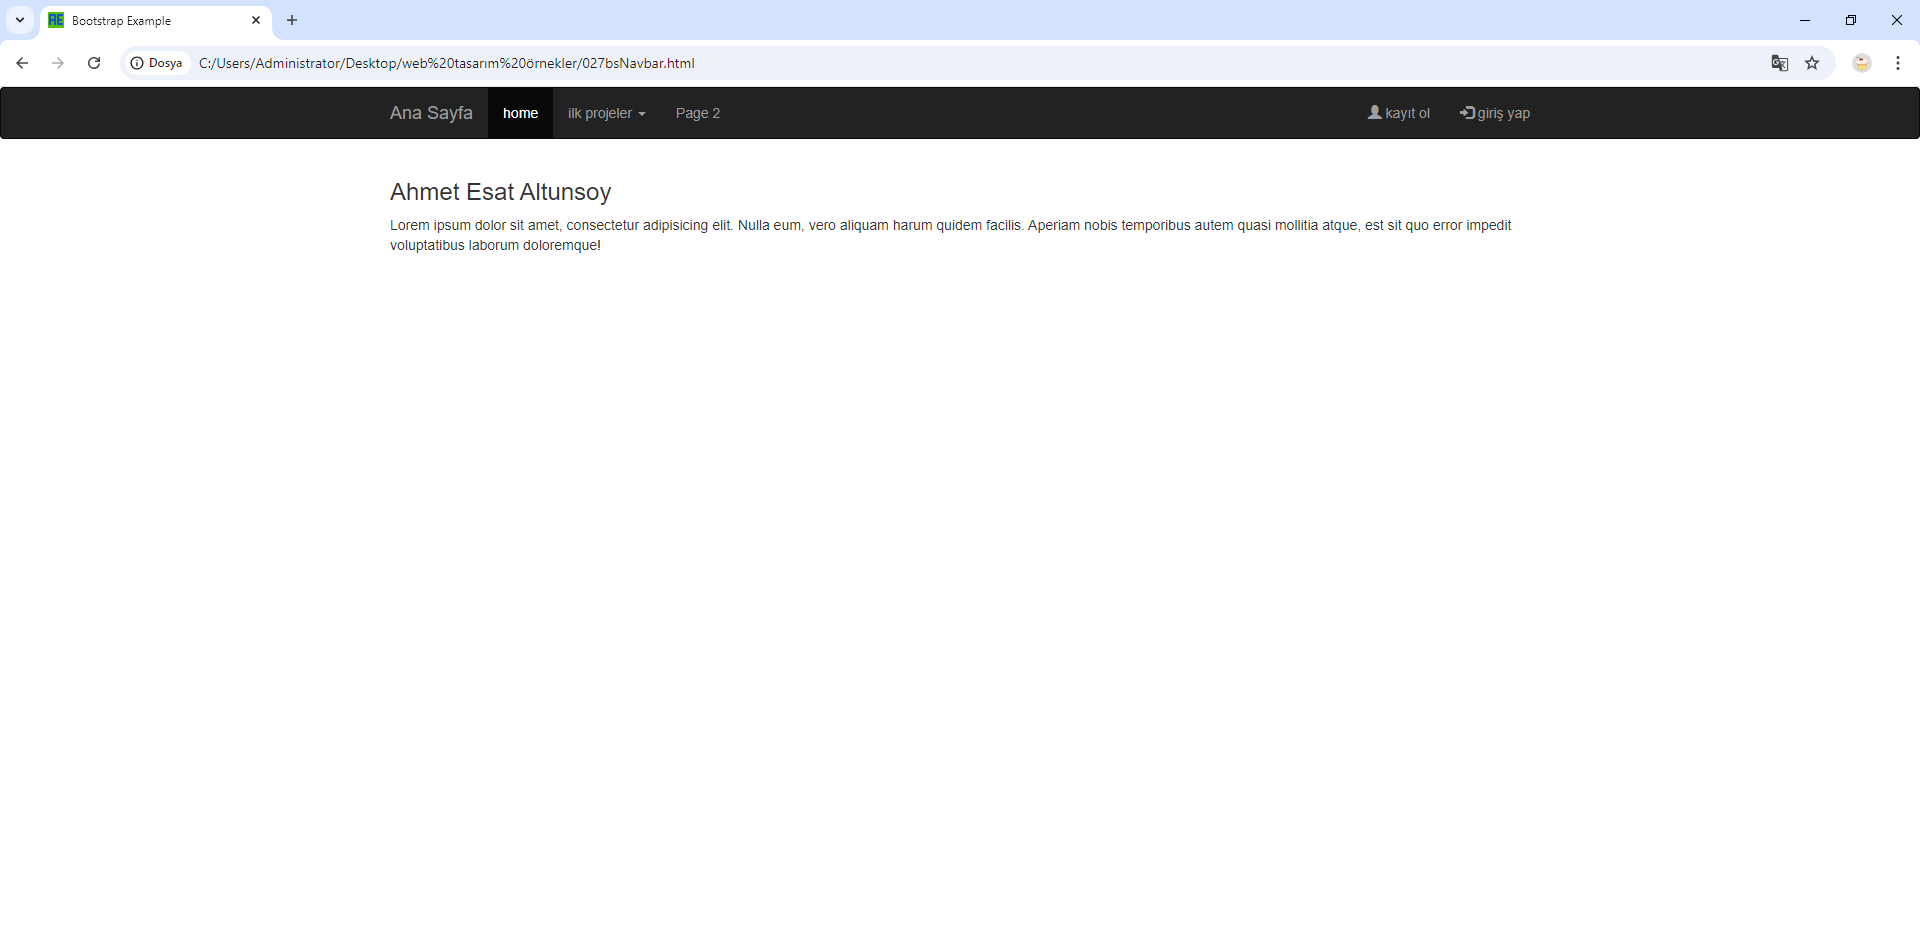 Bootstrap Example
Dosya C:/Users/Administrator/Desktop/web%20tasarım%20örnekler/027bsNavbar.html
Ana Sayfa home ilk projeler Page 2 kayıt ol giriş yap
Ahmet Esat Altunsoy
Lorem ipsum dolor sit amet, consectetur adipisicing elit. Nulla eum, vero aliquam harum quidem facilis. Aperiam nobis temporibus autem quasi mollitia atque, est sit quo error impedit
voluptatibus laborum doloremque!